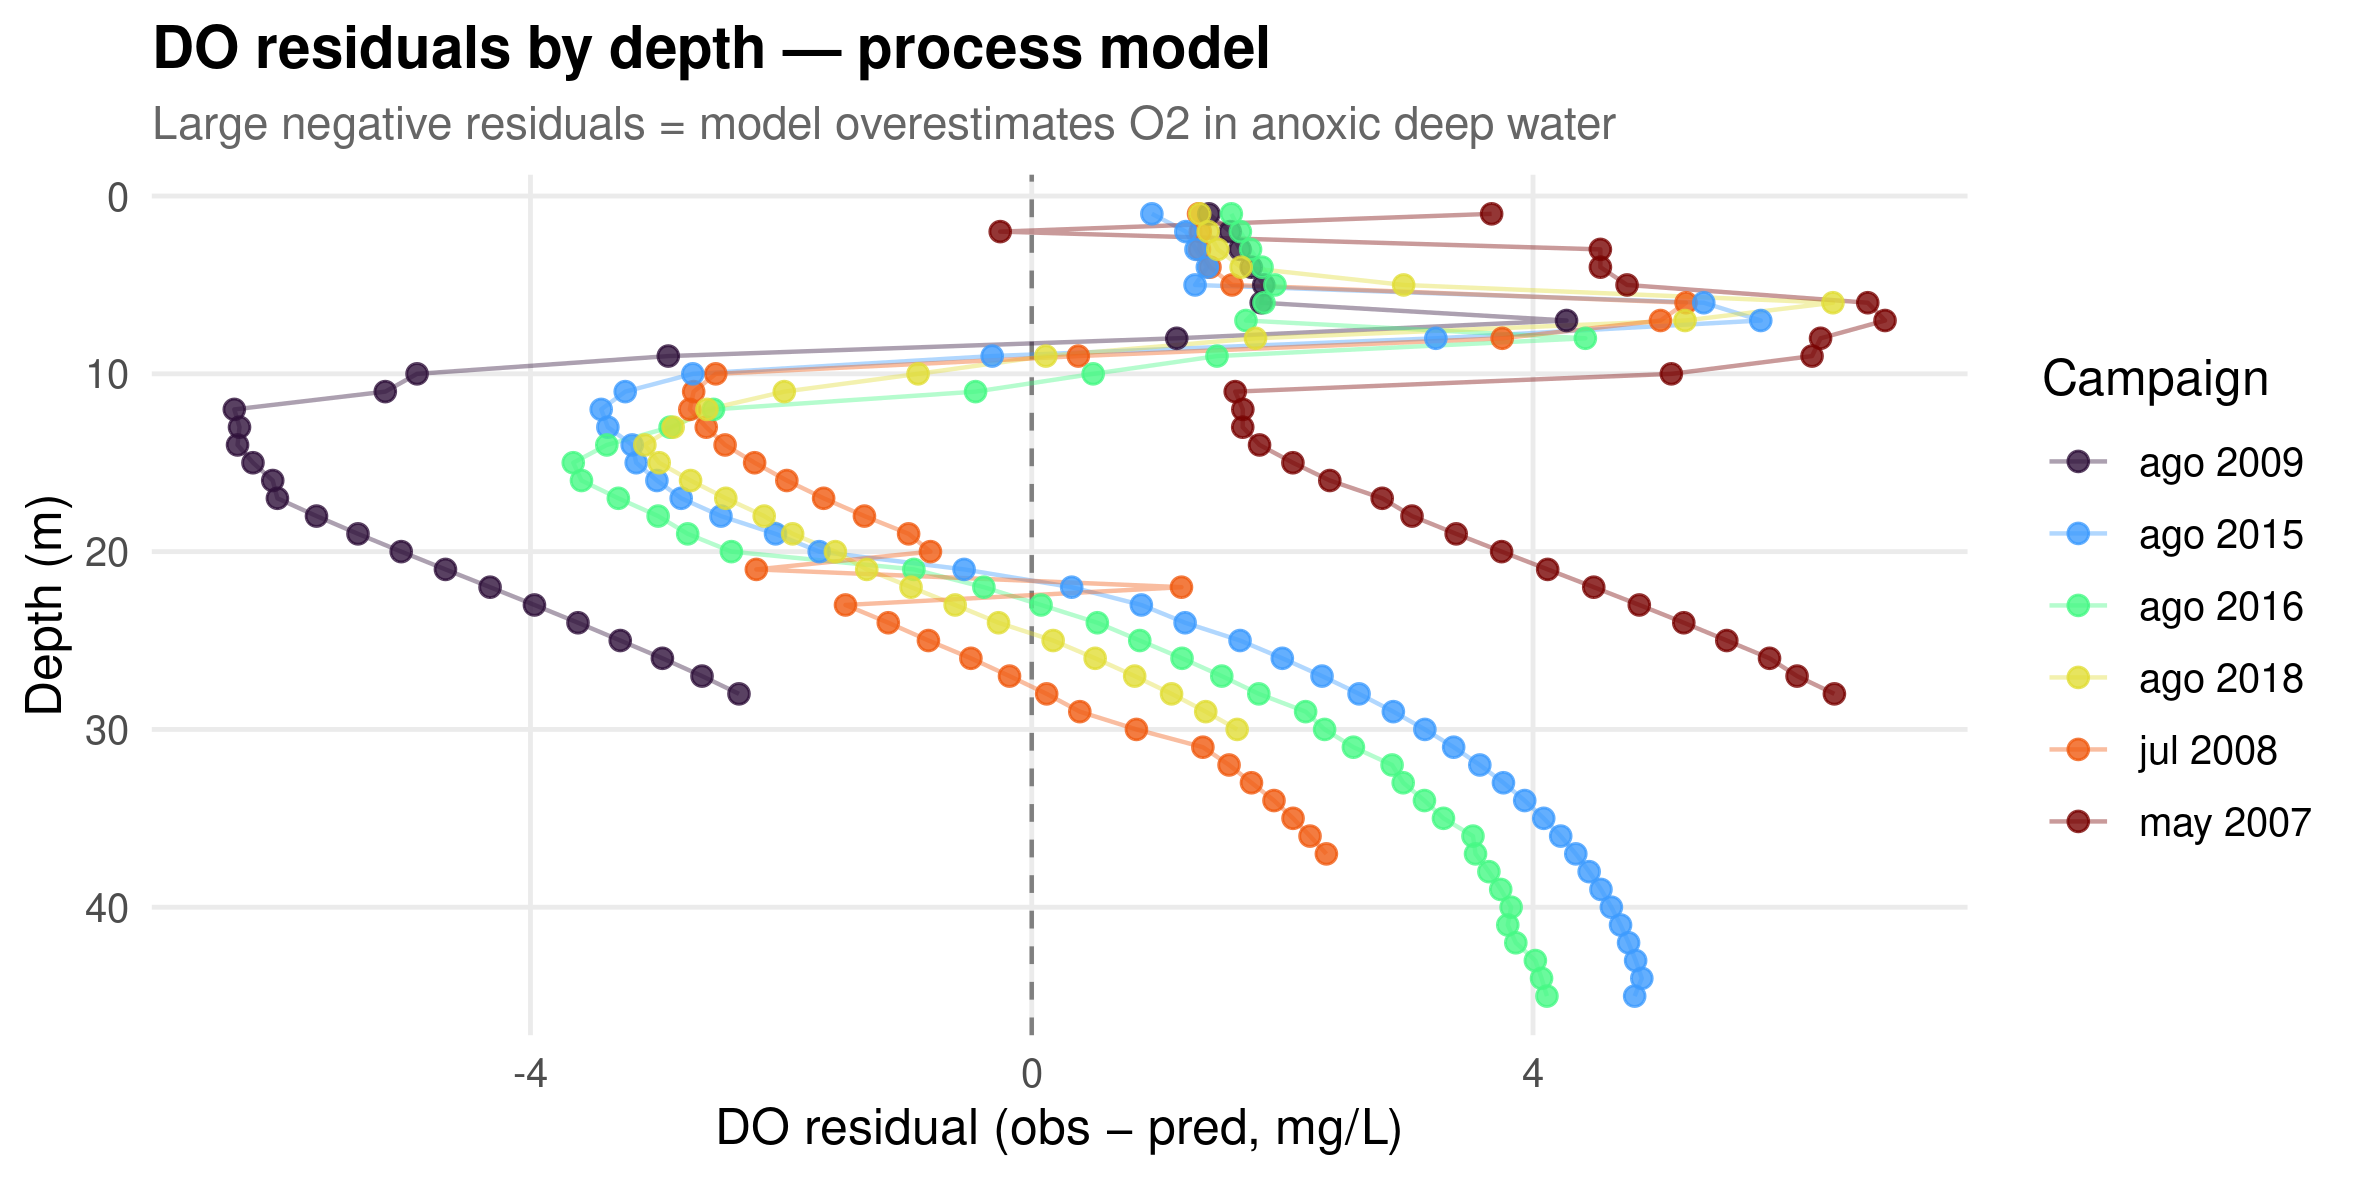 DO residuals by depth — process model
Large negative residuals = model overestimates O2 in anoxic deep water
0
10
20
30
40
Depth (m)
-4
0
4
DO residual (obs – pred, mg/L)
Campaign
ago 2009
ago 2015
ago 2016
ago 2018
jul 2008
may 2007